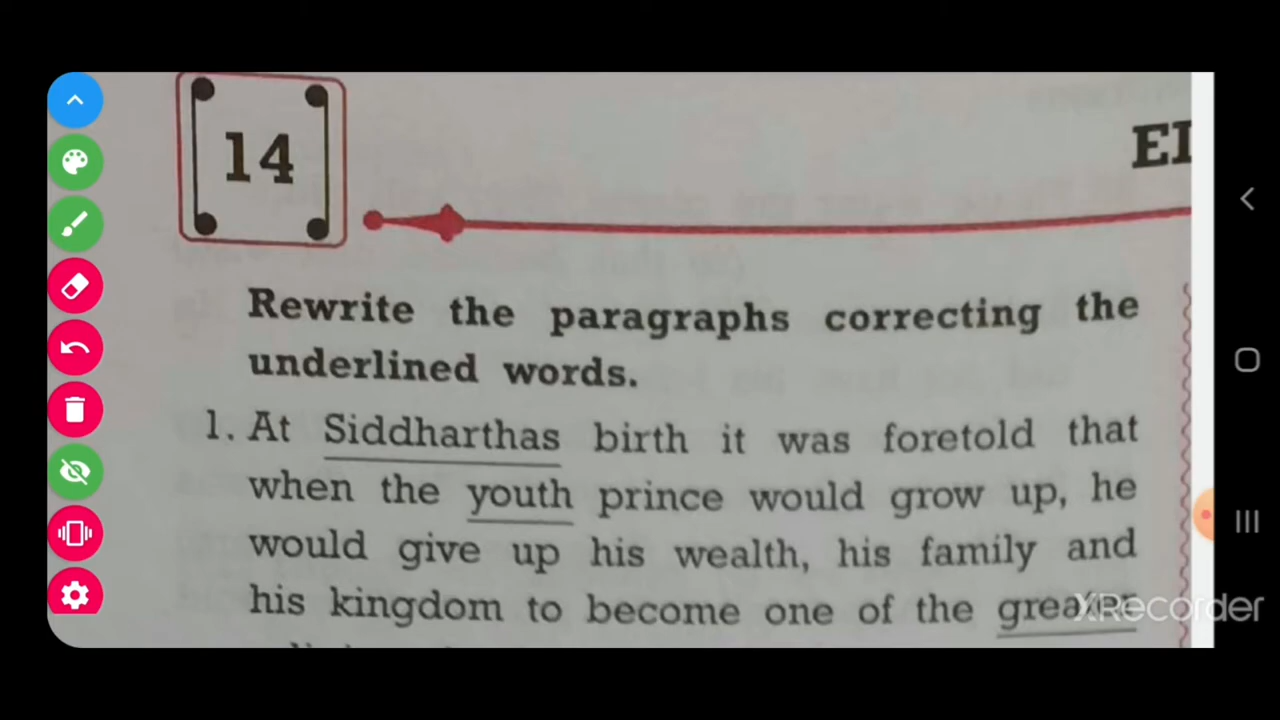 14
Rewrite the paragraphs correcting the
underlined words.
1. At Siddharthas birth it was foretold that
when the youth prince would grow up, he
would give up his wealth, his family and
his kingdom to become one of the greater
XRecorder